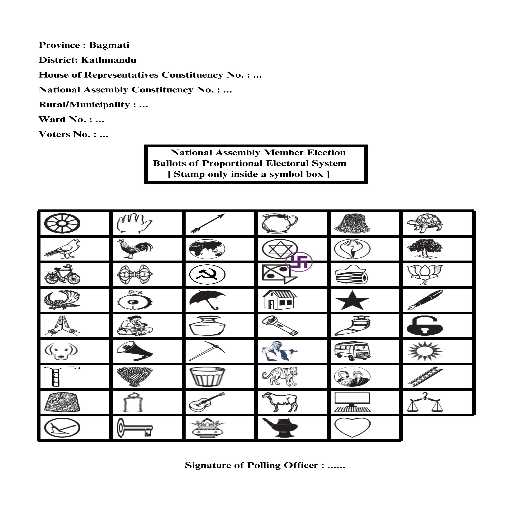 Province : Bagmati
District: Kathmandu
House of Representatives Constituency No. : ...
National Assembly Constituency No. : ...
Rural/Municipality : ...
Ward No. : ...
Voters No. : ...
National Assembly Member Election
Ballots of Proportional Electoral System
[ Stamp only inside a symbol box ]
Signature of Polling Officer : ......